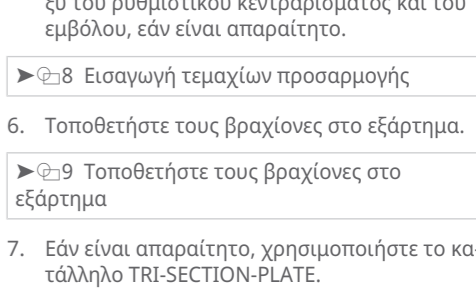 ξύ του ρυθμιστικού κεντραρίσματος και του
εμβόλου, εάν είναι απαραίτητο.
➤ 8 Εισαγωγή τεμαχίων προσαρμογής
6. Τοποθετήστε τους βραχίονες στο εξάρτημα.
➤ 9 Τοποθετήστε τους βραχίονες στο
εξάρτημα
7. Εάν είναι απαραίτητο, χρησιμοποιήστε το κα-
τάλληλο TRI-SECTION-PLATE.